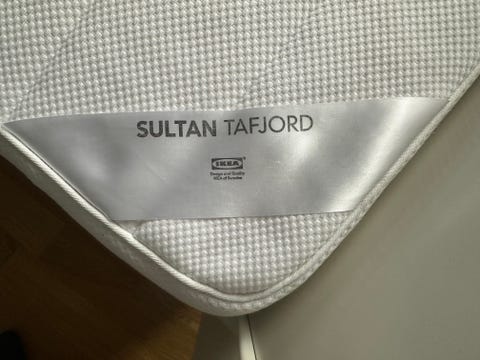 SULTAN TAFJORD
IKEA
Design and Quality
IKEA of Sweden